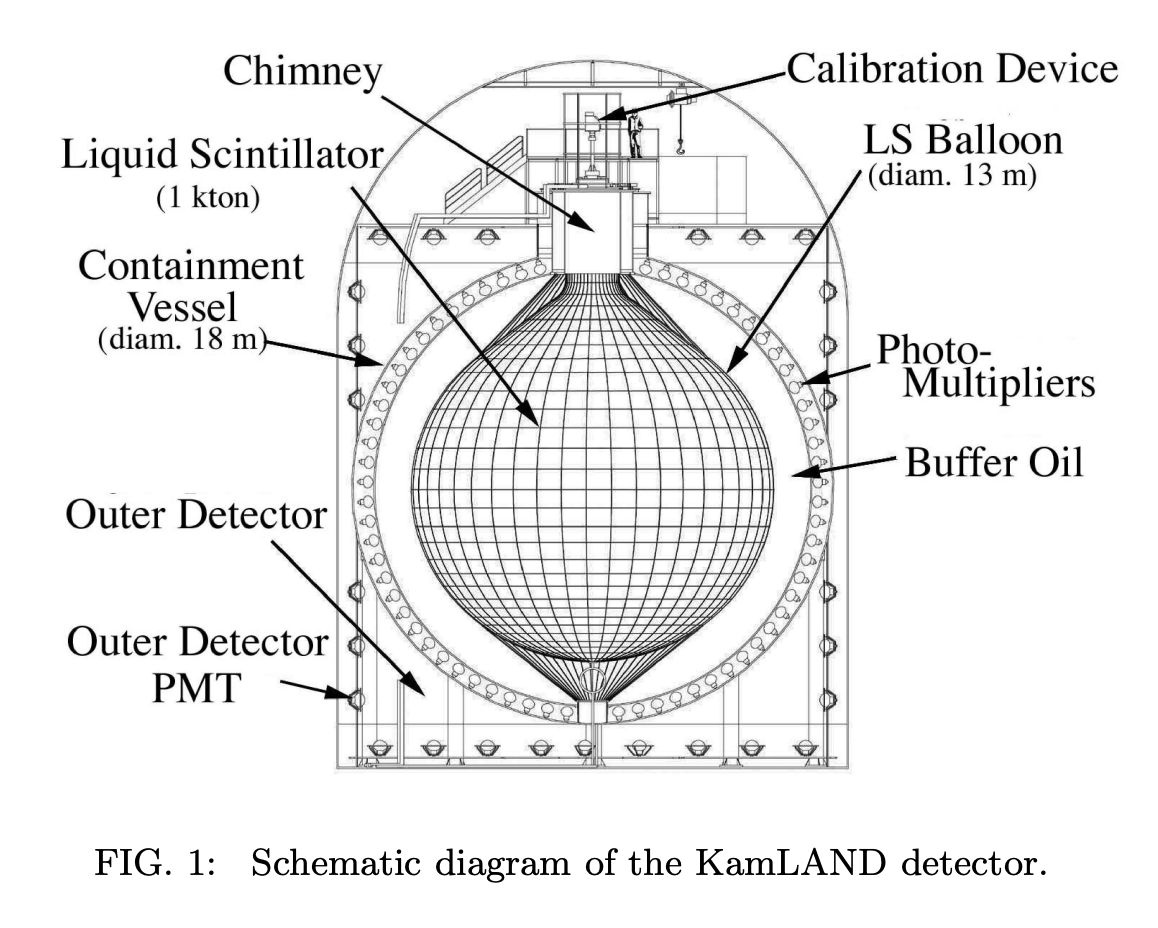 Chimney
Calibration Device
Liquid Scintillator
(1 kton)
LS Balloon
(diam. 13 m)
Containment
Vessel
(diam. 18 m)
Photo-
Multipliers
Buffer Oil
Outer Detector
Outer Detector
PMT
FIG. 1: Schematic diagram of the KamLAND detector.